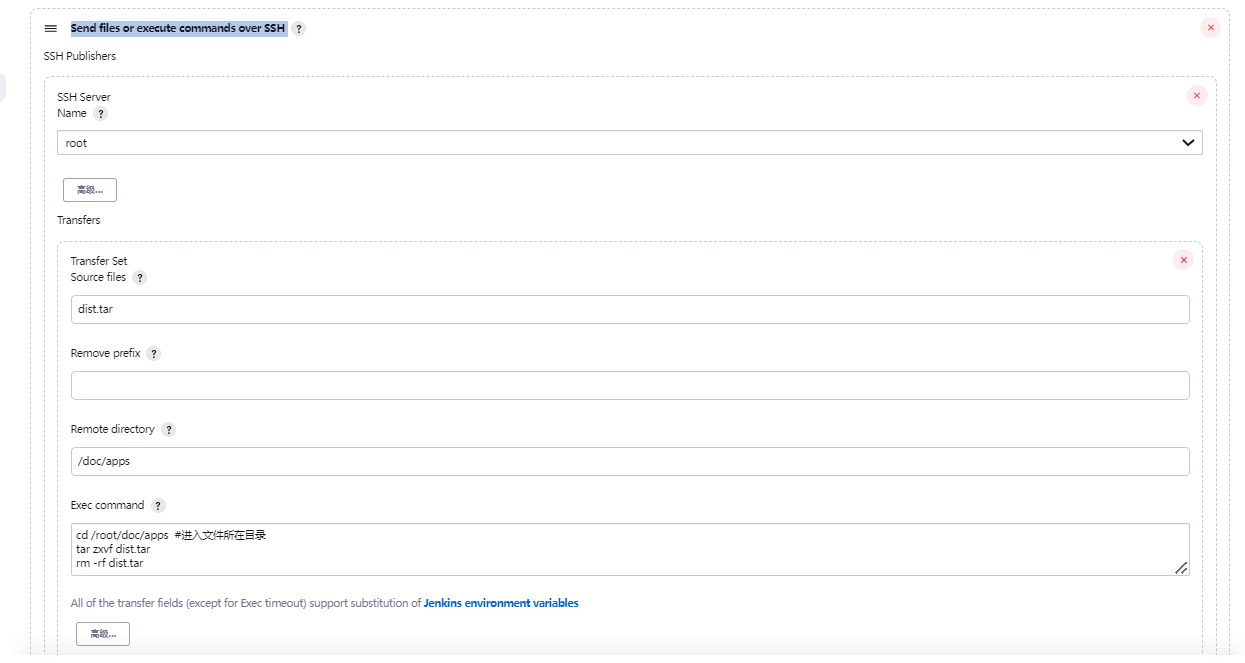 Send files or execute commands over SSH ?
SSH Publishers
SSH Server
Name ?
root
高级...
Transfers
Transfer Set
Source files ?
dist.tar
Remove prefix ?
Remote directory ?
/doc/apps
Exec command ?
cd /root/doc/apps #进入文件所在目录
tar zxvf dist.tar
rm -rf dist.tar
All of the transfer fields (except for Exec timeout) support substitution of Jenkins environment variables
高级...